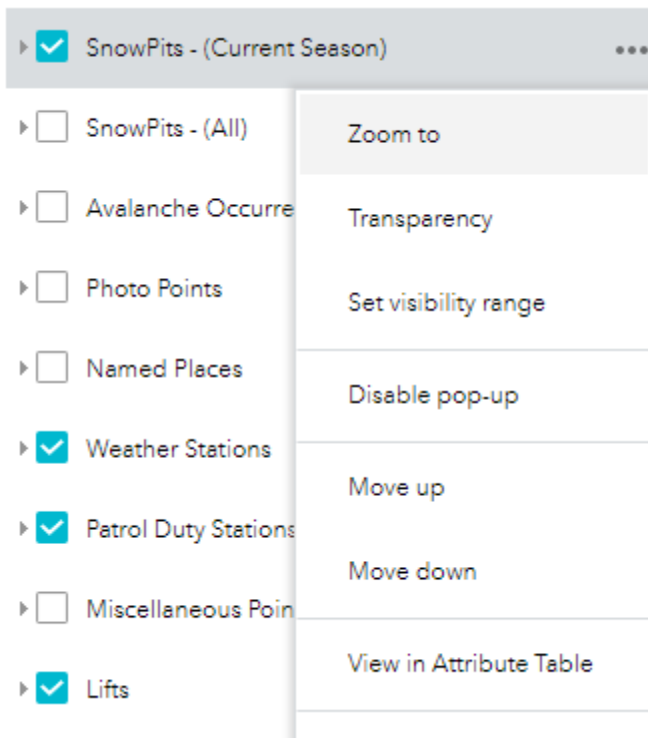 SnowPits - (Current Season)
SnowPits - (All)
Avalanche Occurre
Photo Points
Named Places
Weather Stations
Patrol Duty Stations
Miscellaneous Poin
Lifts
Zoom to
Transparency
Set visibility range
Disable pop-up
Move up
Move down
View in Attribute Table